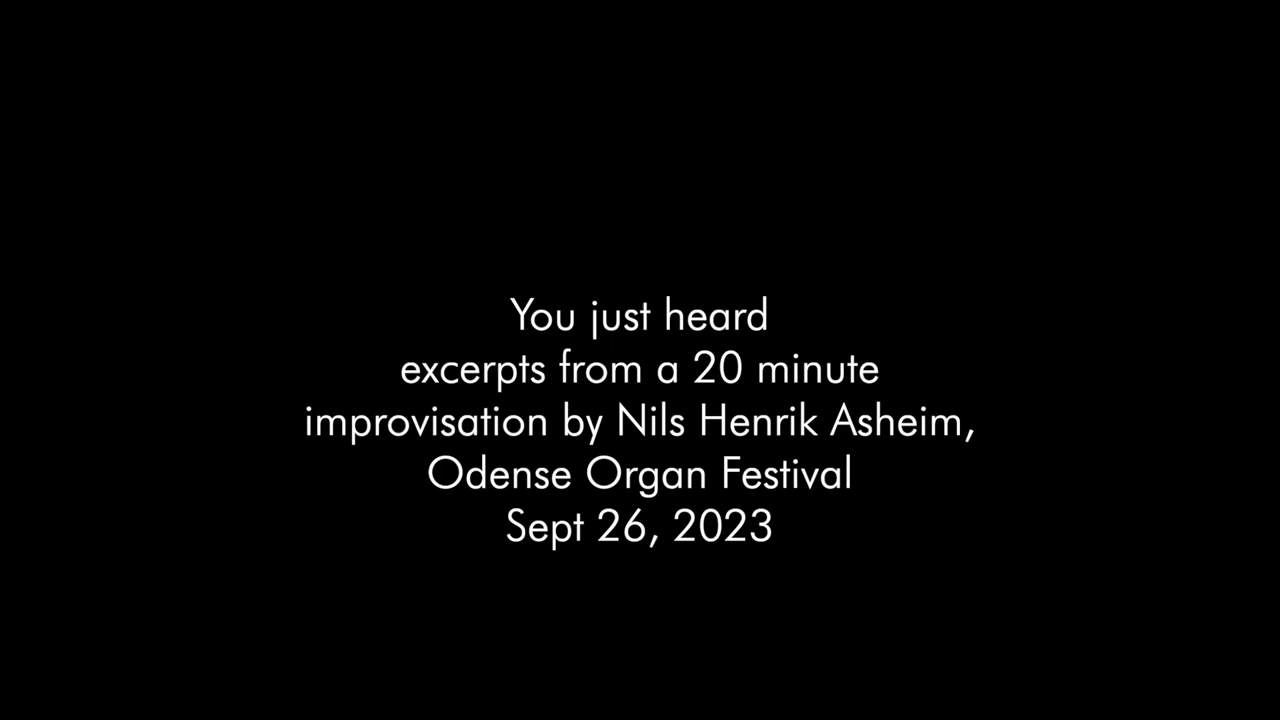 You just heard
excerpts from a 20 minute
improvisation by Nils Henrik Asheim,
Odense Organ Festival
Sept 26, 2023